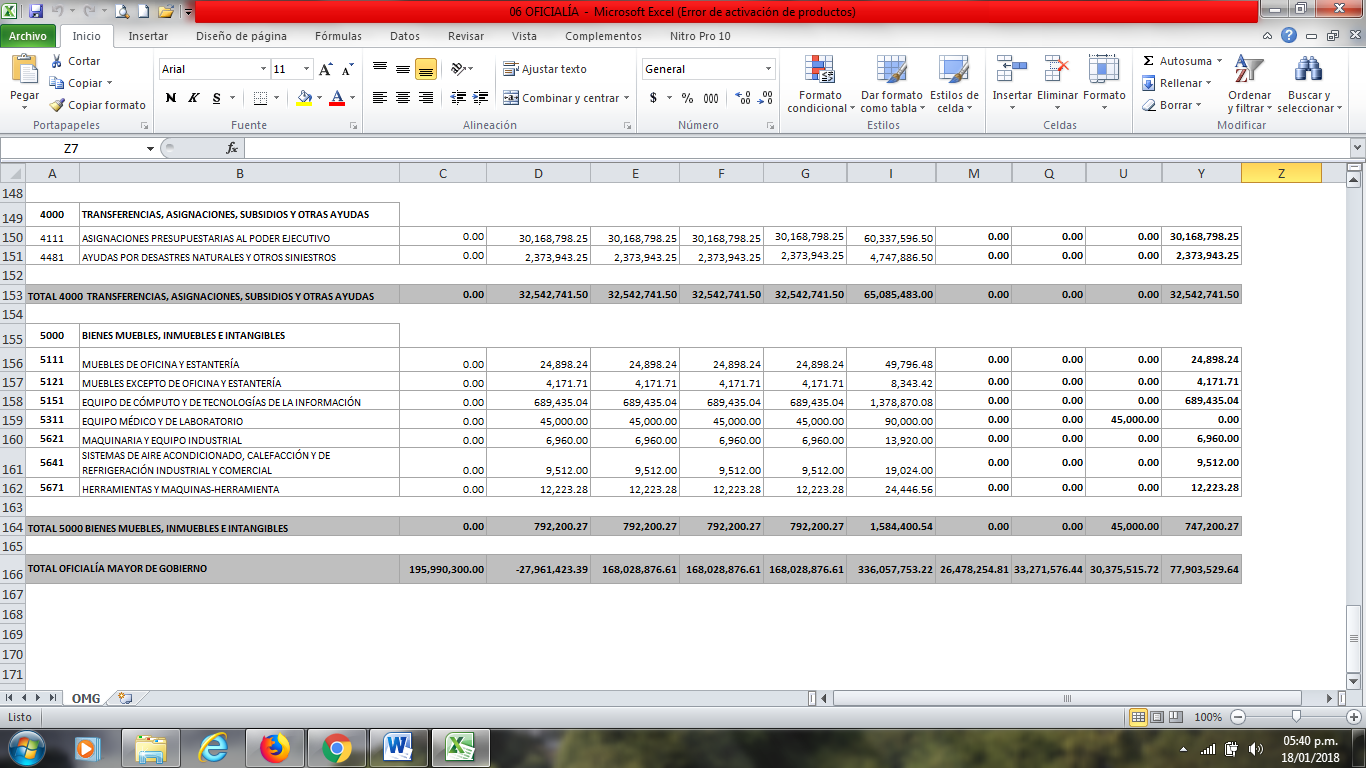 06 OFICIALÍA - Microsoft Excel (Error de activación de productos)
Archivo Inicio Insertar Diseño de página Fórmulas Datos Revisar Vista Complementos Nitro Pro 10
Pegar Cortar Copiar Copiar formato Portapapeles
Arial 11 N K S Fuente
Ajustar texto Combinar y centrar Alineación
General $ % 000 Número
Formato condicional Dar formato como tabla Estilos de celda Estilos
Insertar Eliminar Formato Celdas
Σ Autosuma Rellenar Borrar Ordenar y filtrar Buscar y seleccionar Modificar
Z7 fx
A B C D E F G I M Q U Y Z
148
149 4000 TRANSFERENCIAS, ASIGNACIONES, SUBSIDIOS Y OTRAS AYUDAS
150 4111 ASIGNACIONES PRESUPUESTARIAS AL PODER EJECUTIVO 0.00 30,168,798.25 30,168,798.25 30,168,798.25 30,168,798.25 60,337,596.50 0.00 0.00 0.00 30,168,798.25
151 4481 AYUDAS POR DESASTRES NATURALES Y OTROS SINIESTROS 0.00 2,373,943.25 2,373,943.25 2,373,943.25 2,373,943.25 4,747,886.50 0.00 0.00 0.00 2,373,943.25
152
153 TOTAL 4000 TRANSFERENCIAS, ASIGNACIONES, SUBSIDIOS Y OTRAS AYUDAS 0.00 32,542,741.50 32,542,741.50 32,542,741.50 32,542,741.50 65,085,483.00 0.00 0.00 0.00 32,542,741.50
154
155 5000 BIENES MUEBLES, INMUEBLES E INTANGIBLES
156 5111 MUEBLES DE OFICINA Y ESTANTERÍA 0.00 24,898.24 24,898.24 24,898.24 24,898.24 49,796.48 0.00 0.00 0.00 24,898.24
157 5121 MUEBLES EXCEPTO DE OFICINA Y ESTANTERÍA 0.00 4,171.71 4,171.71 4,171.71 4,171.71 8,343.42 0.00 0.00 0.00 4,171.71
158 5151 EQUIPO DE CÓMPUTO Y DE TECNOLOGÍAS DE LA INFORMACIÓN 0.00 689,435.04 689,435.04 689,435.04 689,435.04 1,378,870.08 0.00 0.00 0.00 689,435.04
159 5311 EQUIPO MÉDICO Y DE LABORATORIO 0.00 45,000.00 45,000.00 45,000.00 45,000.00 90,000.00 0.00 0.00 45,000.00 0.00
160 5621 MAQUINARIA Y EQUIPO INDUSTRIAL 0.00 6,960.00 6,960.00 6,960.00 6,960.00 13,920.00 0.00 0.00 0.00 6,960.00
161 5641 SISTEMAS DE AIRE ACONDICIONADO, CALEFACCIÓN Y DE
REFRIGERACIÓN INDUSTRIAL Y COMERCIAL 0.00 9,512.00 9,512.00 9,512.00 9,512.00 19,024.00 0.00 0.00 0.00 9,512.00
162 5671 HERRAMIENTAS Y MAQUINAS-HERRAMIENTA 0.00 12,223.28 12,223.28 12,223.28 12,223.28 24,446.56 0.00 0.00 0.00 12,223.28
163
164 TOTAL 5000 BIENES MUEBLES, INMUEBLES E INTANGIBLES 0.00 792,200.27 792,200.27 792,200.27 792,200.27 1,584,400.54 0.00 0.00 45,000.00 747,200.27
165
166 TOTAL OFICIALÍA MAYOR DE GOBIERNO 195,990,300.00 -27,961,423.39 168,028,876.61 168,028,876.61 168,028,876.61 336,057,753.22 26,478,254.81 33,271,576.44 30,375,515.72 77,903,529.64
167
168
169
170
171
OMG
Listo 100%
05:40 p.m.
18/01/2018